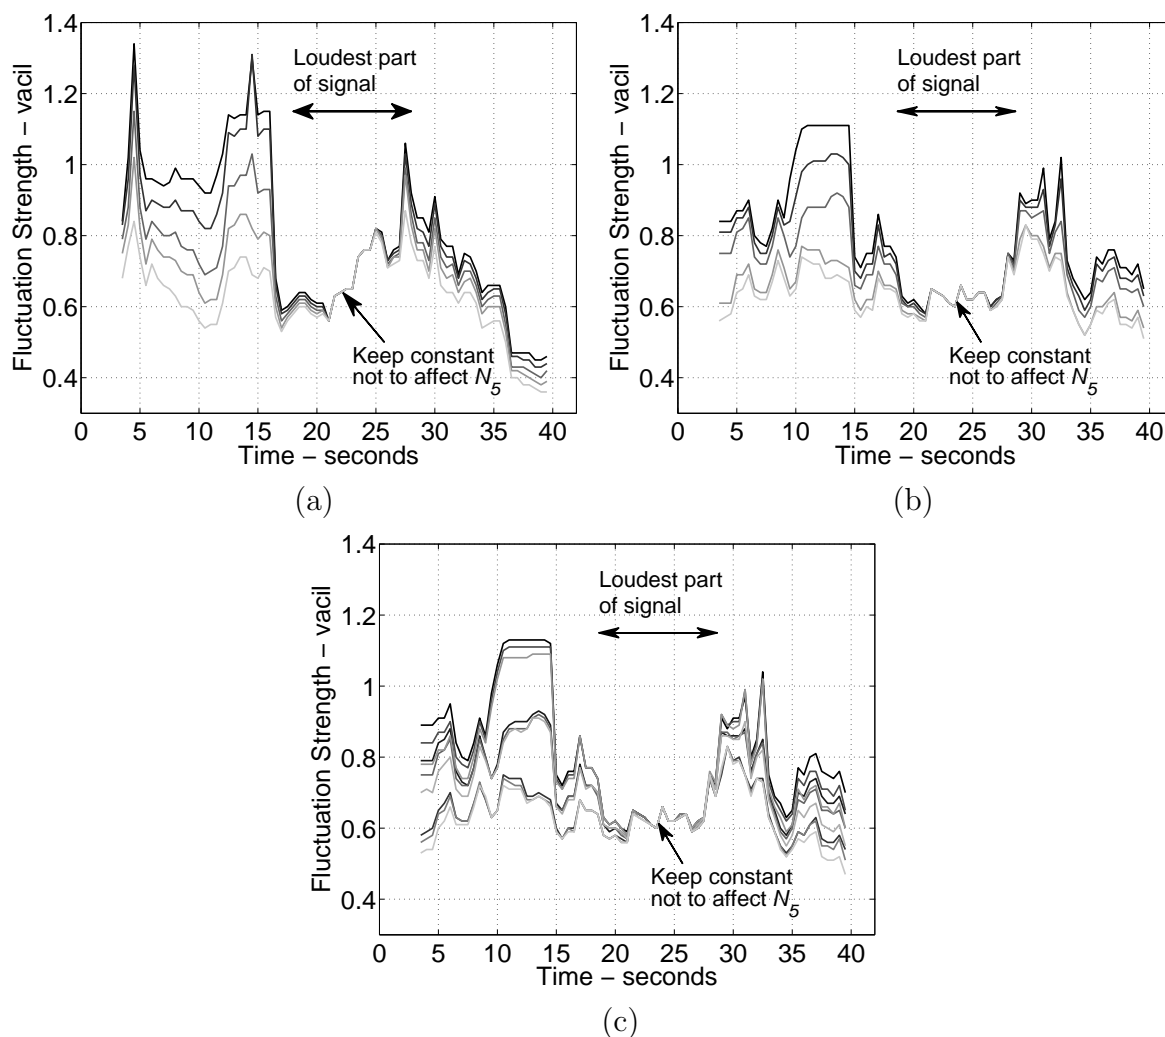 1.4
1.2
1
0.8
0.6
0.4
0 5 10 15 20 25 30 35 40
Fluctuation Strength – vacil
Time – seconds
Loudest part
of signal
Keep constant
not to affect N5
(a)
1.4
1.2
1
0.8
0.6
0.4
0 5 10 15 20 25 30 35 40
Fluctuation Strength – vacil
Time – seconds
Loudest part
of signal
Keep constant
not to affect N5
(b)
1.4
1.2
1
0.8
0.6
0.4
0 5 10 15 20 25 30 35 40
Fluctuation Strength – vacil
Time – seconds
Loudest part
of signal
Keep constant
not to affect N5
(c)